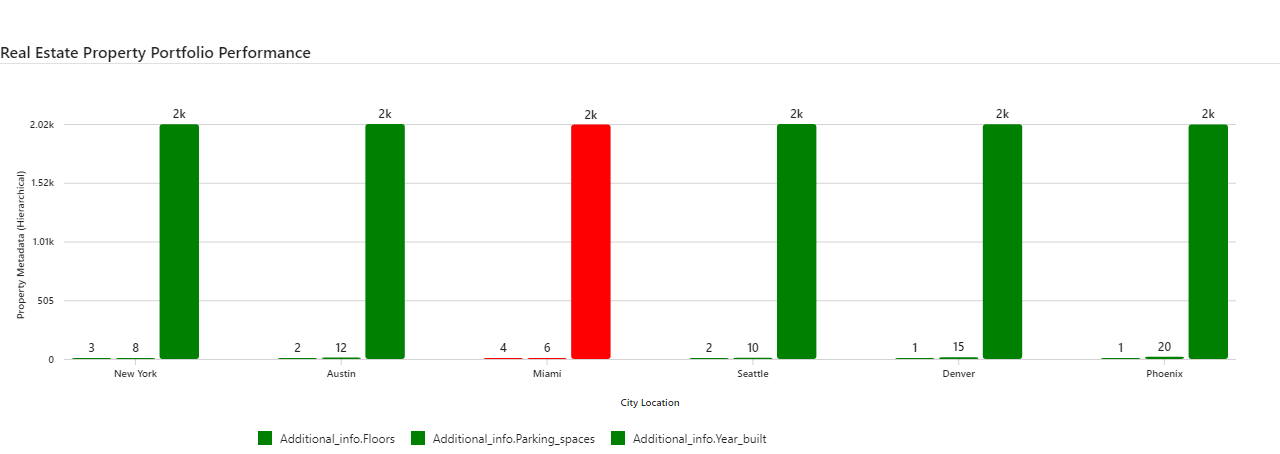 Real Estate Property Portfolio Performance
2k 2k 2k 2k 2k 2k
2.02k
1.52k
1.01k
505
0
Property Metadata (Hierarchical)
3 8 2 12 4 6 2 10 1 15 1 20
New York Austin Miami Seattle Denver Phoenix
City Location
Additional_info.Floors Additional_info.Parking_spaces Additional_info.Year_built